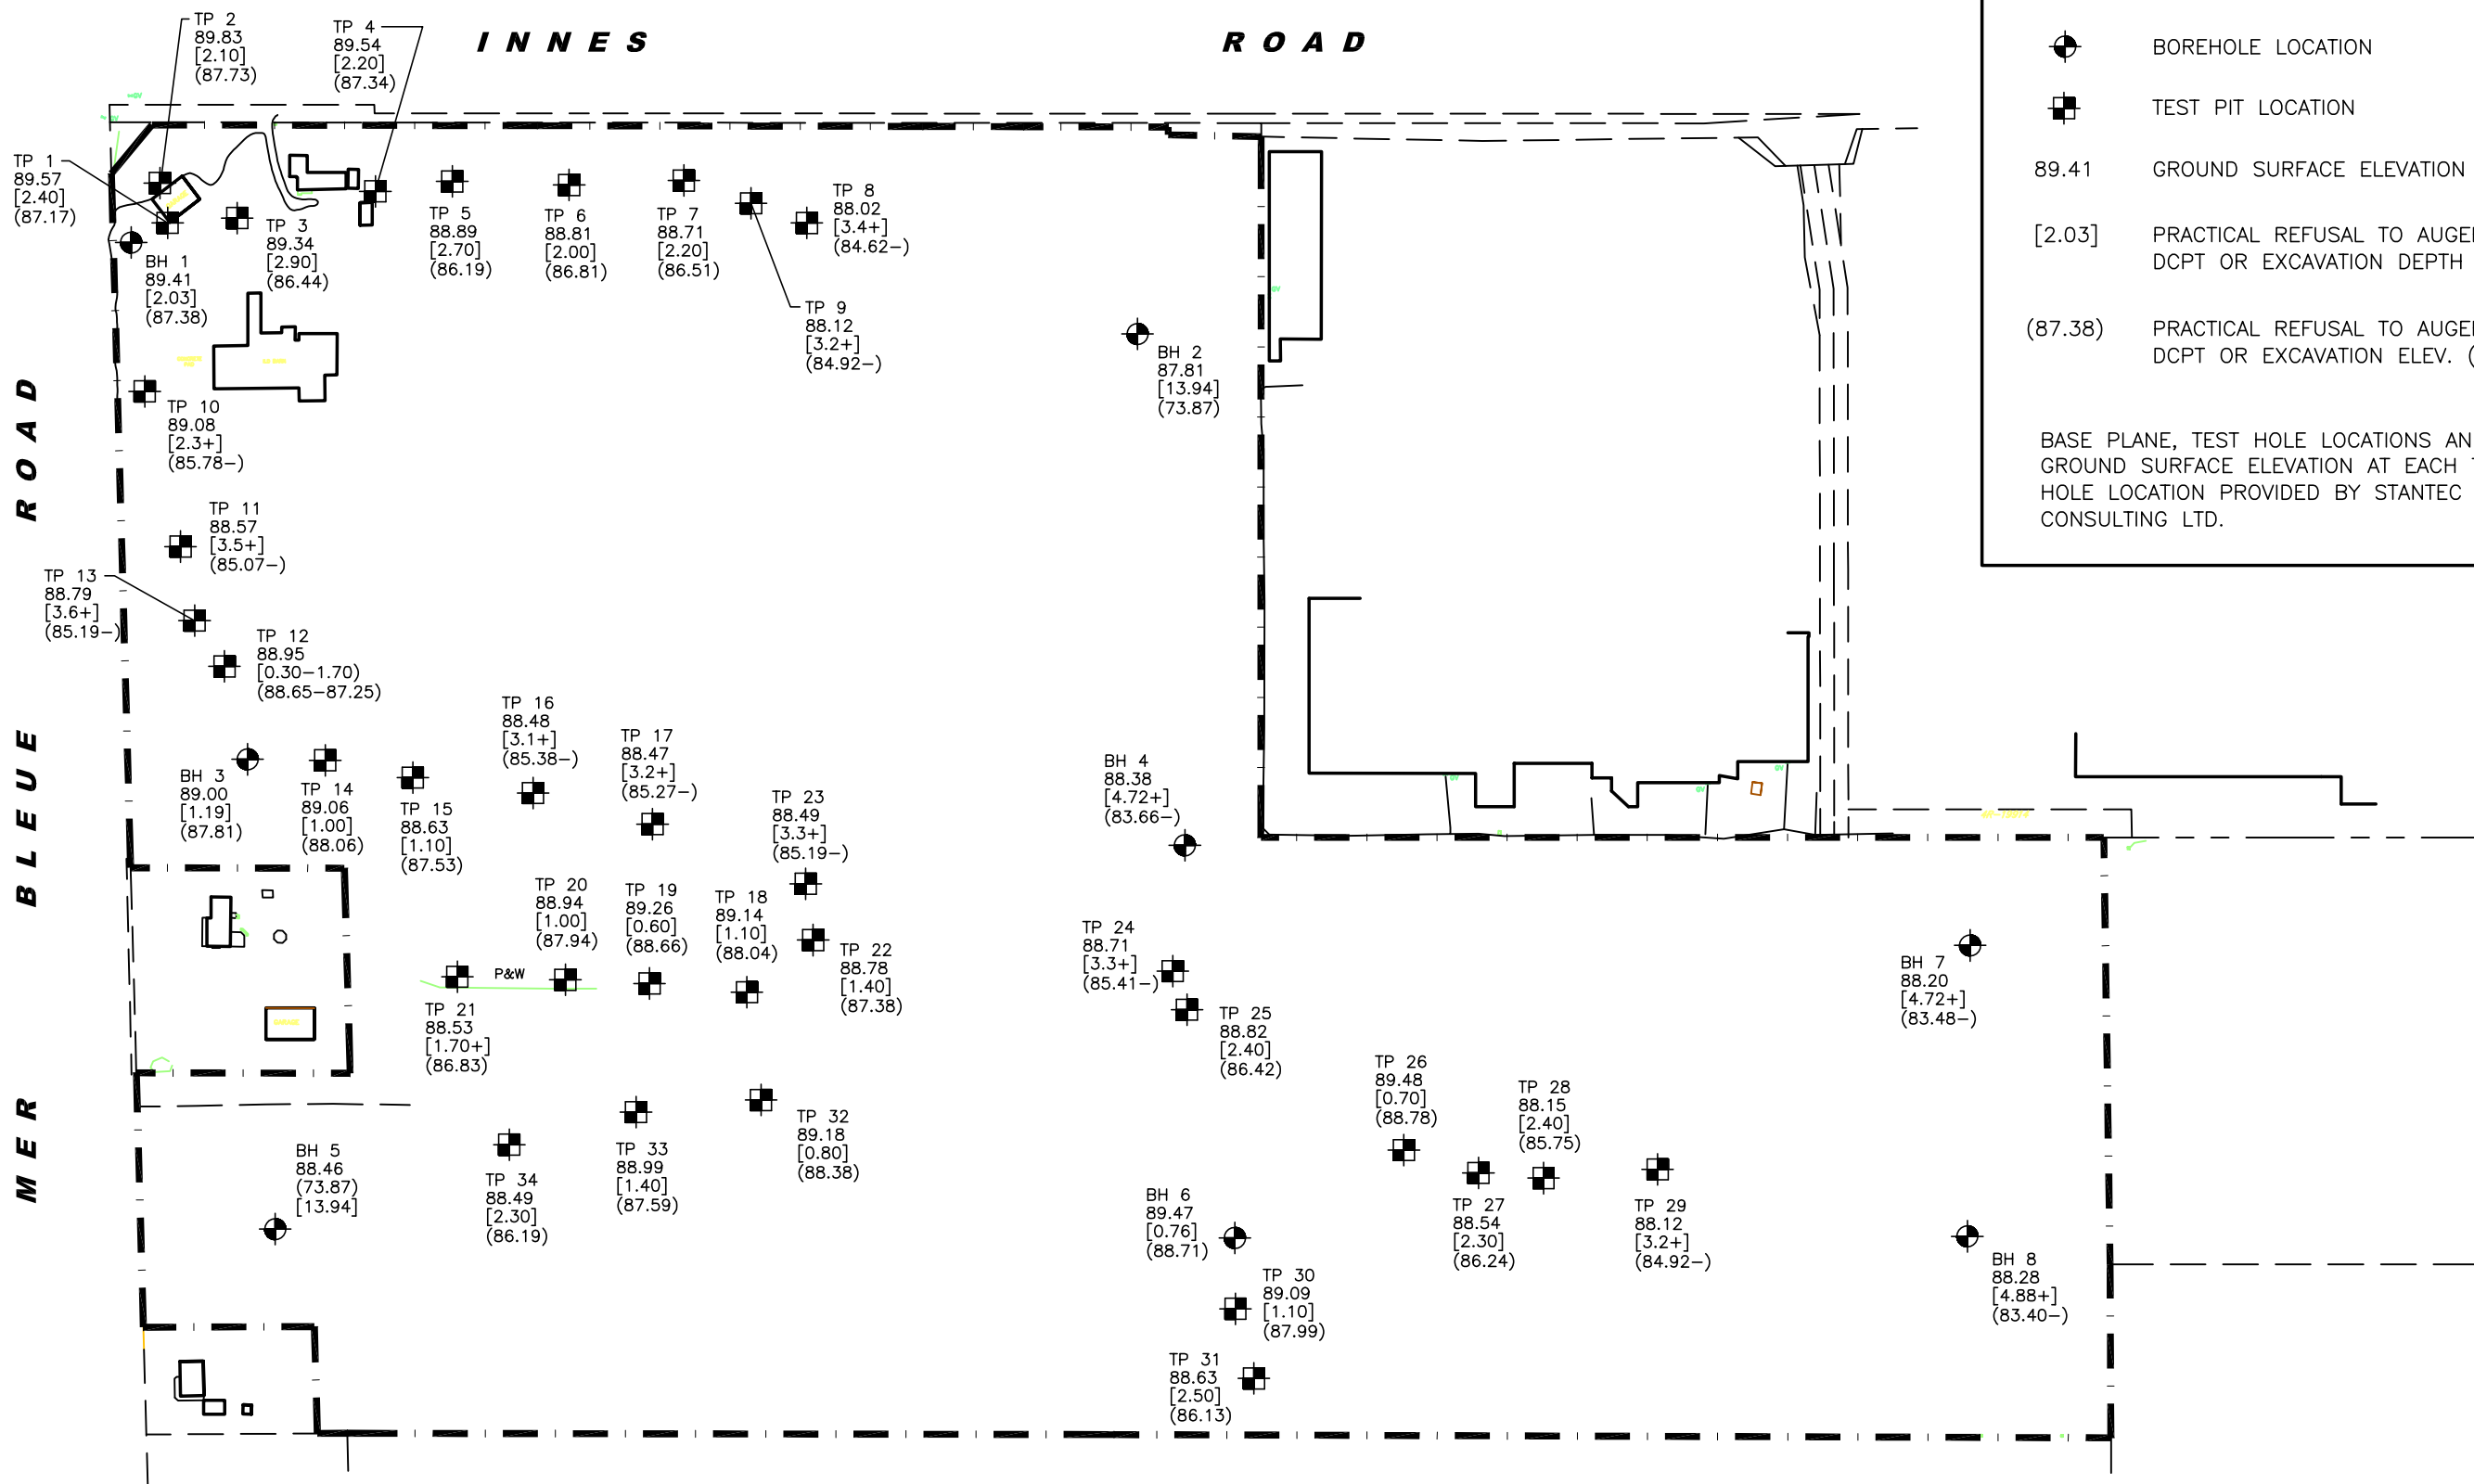 INNES ROAD
TP 2
89.83
[2.10]
(87.73)
TP 4
89.54
[2.20]
(87.34)
TP 1
89.57
[2.40]
(87.17)
TP 3
89.34
[2.90]
(86.44)
BH 1
89.41
[2.03]
(87.38)
TP 5
88.89
[2.70]
(86.19)
TP 6
88.81
[2.00]
(86.81)
TP 7
88.71
[2.20]
(86.51)
TP 8
88.02
[3.4+]
(84.62-)
TP 9
88.12
[3.2+]
(84.92-)
BH 2
87.81
[13.94]
(73.87)
TP 10
89.08
[2.3+]
(85.78-)
TP 11
88.57
[3.5+]
(85.07-)
TP 13
88.79
[3.6+]
(85.19-)
TP 12
88.95
[0.30-1.70)
(88.65-87.25)
BH 3
89.00
[1.19]
(87.81)
TP 14
89.06
[1.00]
(88.06)
TP 15
88.63
[1.10]
(87.53)
TP 16
88.48
[3.1+]
(85.38-)
TP 17
88.47
[3.2+]
(85.27-)
TP 23
88.49
[3.3+]
(85.19-)
BH 4
88.38
[4.72+]
(83.66-)
TP 20
88.94
[1.00]
(87.94)
TP 19
89.26
[0.60]
(88.66)
TP 18
89.14
[1.10]
(88.04)
TP 22
88.78
[1.40]
(87.38)
P&W
TP 21
88.53
[1.70+]
(86.83)
TP 24
88.71
[3.3+]
(85.41-)
TP 25
88.82
[2.40]
(86.42)
BH 7
88.20
[4.72+]
(83.48-)
TP 26
89.48
[0.70]
(88.78)
TP 28
88.15
[2.40]
(85.75)
TP 27
88.54
[2.30]
(86.24)
TP 29
88.12
[3.2+]
(84.92-)
TP 32
89.18
[0.80]
(88.38)
TP 33
88.99
[1.40]
(87.59)
TP 34
88.49
[2.30]
(86.19)
BH 5
88.46
(73.87)
[13.94]
BH 6
89.47
[0.76]
(88.71)
TP 30
89.09
[1.10]
(87.99)
TP 31
88.63
[2.50]
(86.13)
BH 8
88.28
[4.88+]
(83.40-)
MER BLEUE ROAD
BOREHOLE LOCATION
TEST PIT LOCATION
89.41 GROUND SURFACE ELEVATION
[2.03] PRACTICAL REFUSAL TO AUGE
DCPT OR EXCAVATION DEPTH
(87.38) PRACTICAL REFUSAL TO AUGE
DCPT OR EXCAVATION ELEV. (
BASE PLANE, TEST HOLE LOCATIONS AN
GROUND SURFACE ELEVATION AT EACH
HOLE LOCATION PROVIDED BY STANTEC
CONSULTING LTD.